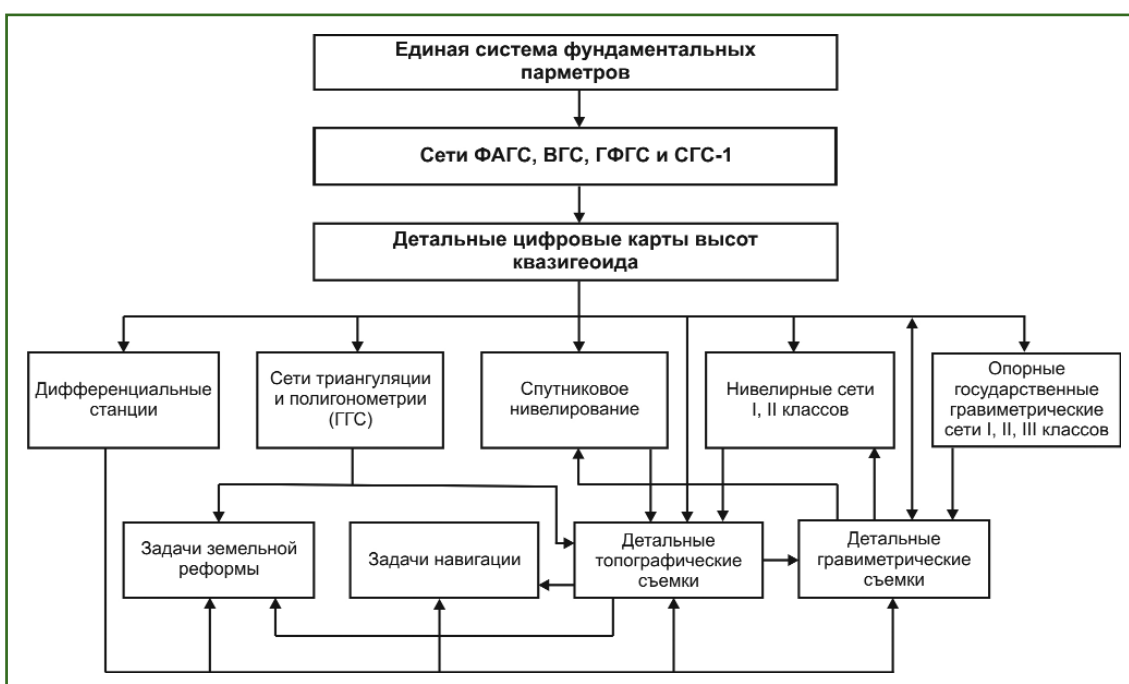 Единая система фундаментальных
парметров
Сети ФАГС, ВГС, ГФГС и СГС-1
Детальные цифровые карты высот
квазигеоида
Дифференциальные
станции
Сети триангуляции
и полигонометрии
(ГГС)
Спутниковое
нивелирование
Нивелирные сети
I, II классов
Опорные
государственные
гравиметрические
сети I, II, III классов
Задачи земельной
реформы
Задачи навигации
Детальные
топографические
съемки
Детальные
гравиметрические
съемки